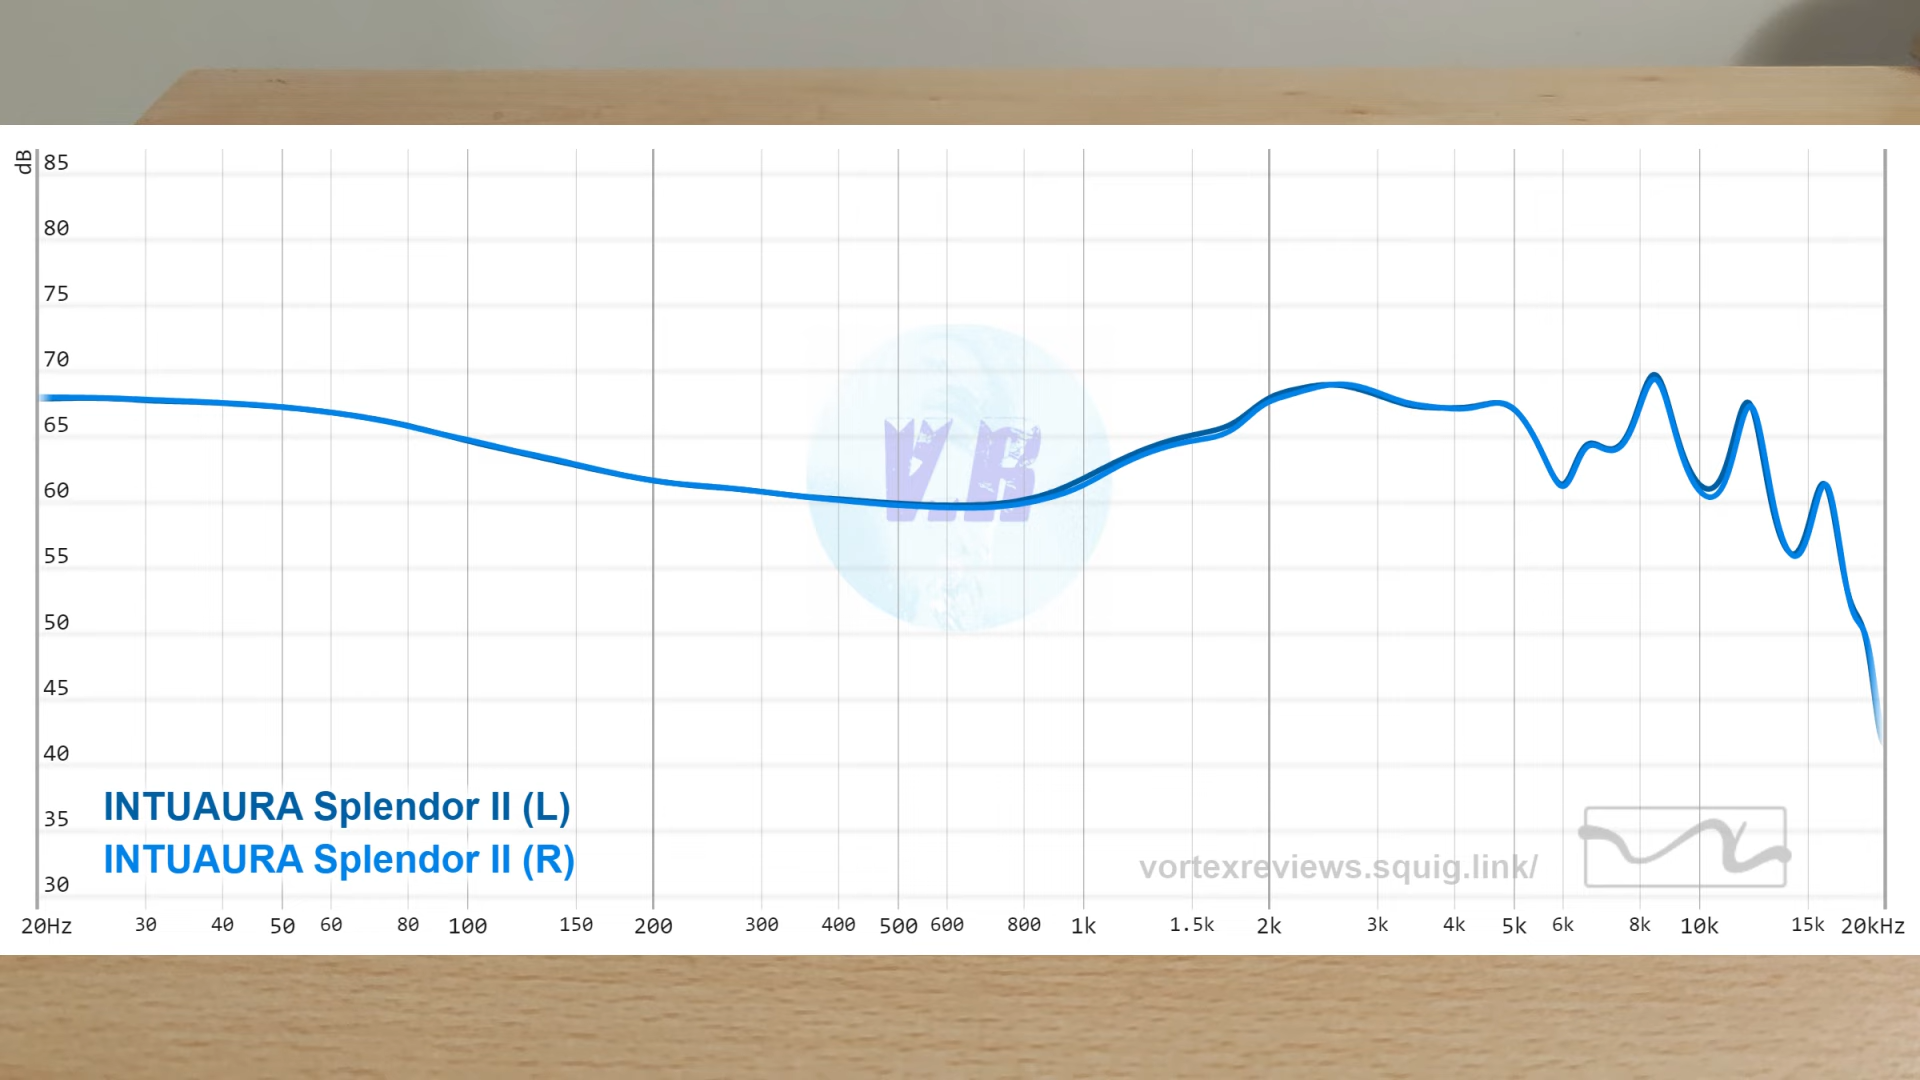 dB
85
80
75
70
65
60
55
50
45
40
35
30
V.R
INTUAURA Splendor II (L)
INTUAURA Splendor II (R)
vortexreviews.squig.link/
20Hz 30 40 50 60 80 100 150 200 300 400 500 600 800 1k 1.5k 2k 3k 4k 5k 6k 8k 10k 15k 20kHz